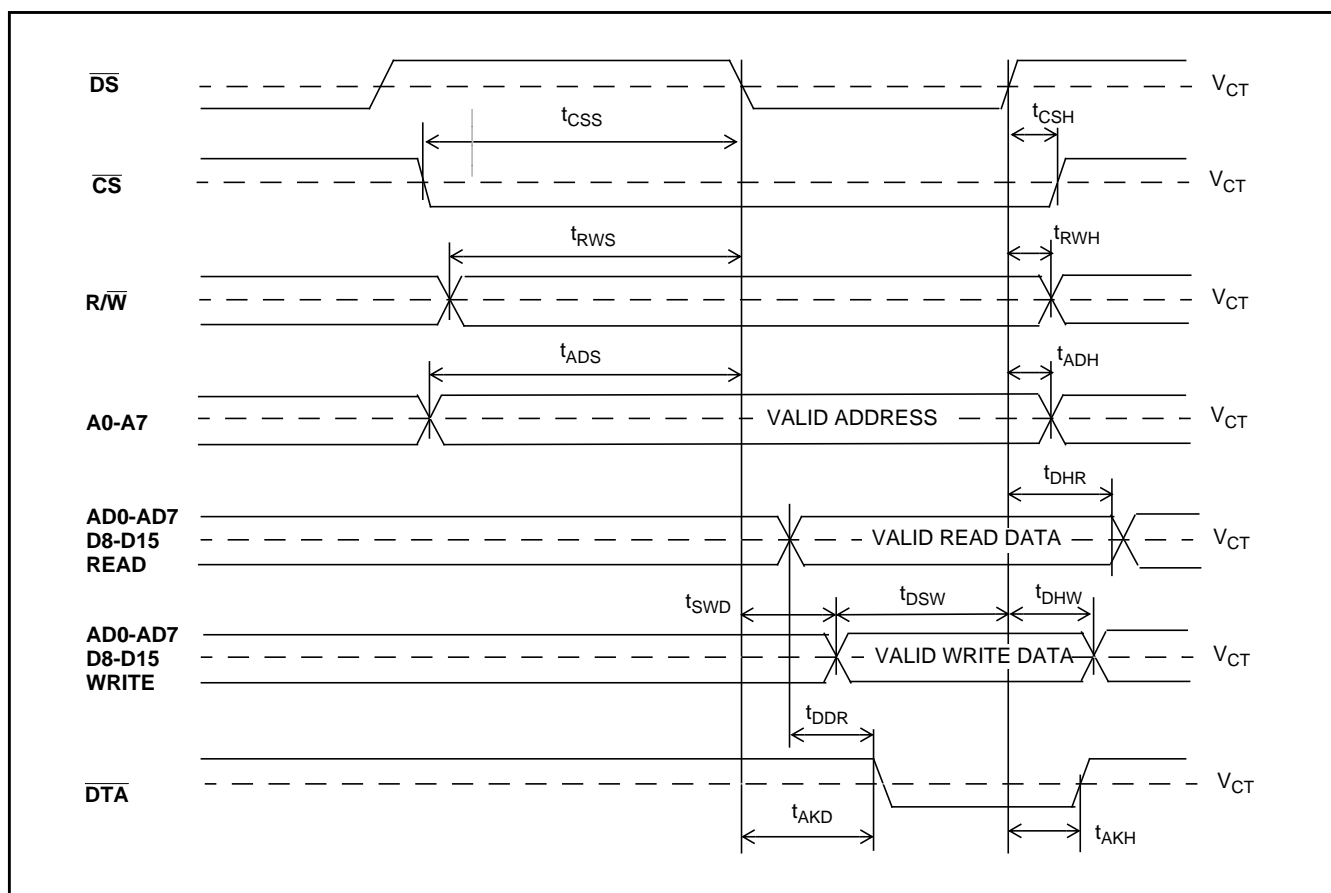 DS VCT
tCSS tCSH
CS VCT
tRWS tRWH
R/W VCT
tADS tADH
A0-A7 VALID ADDRESS VCT
tDHR
AD0-AD7
D8-D15 VALID READ DATA VCT
READ
tSWD tDSW tDHW
AD0-AD7
D8-D15 VALID WRITE DATA VCT
WRITE
tDDR
DTA VCT
tAKD tAKH